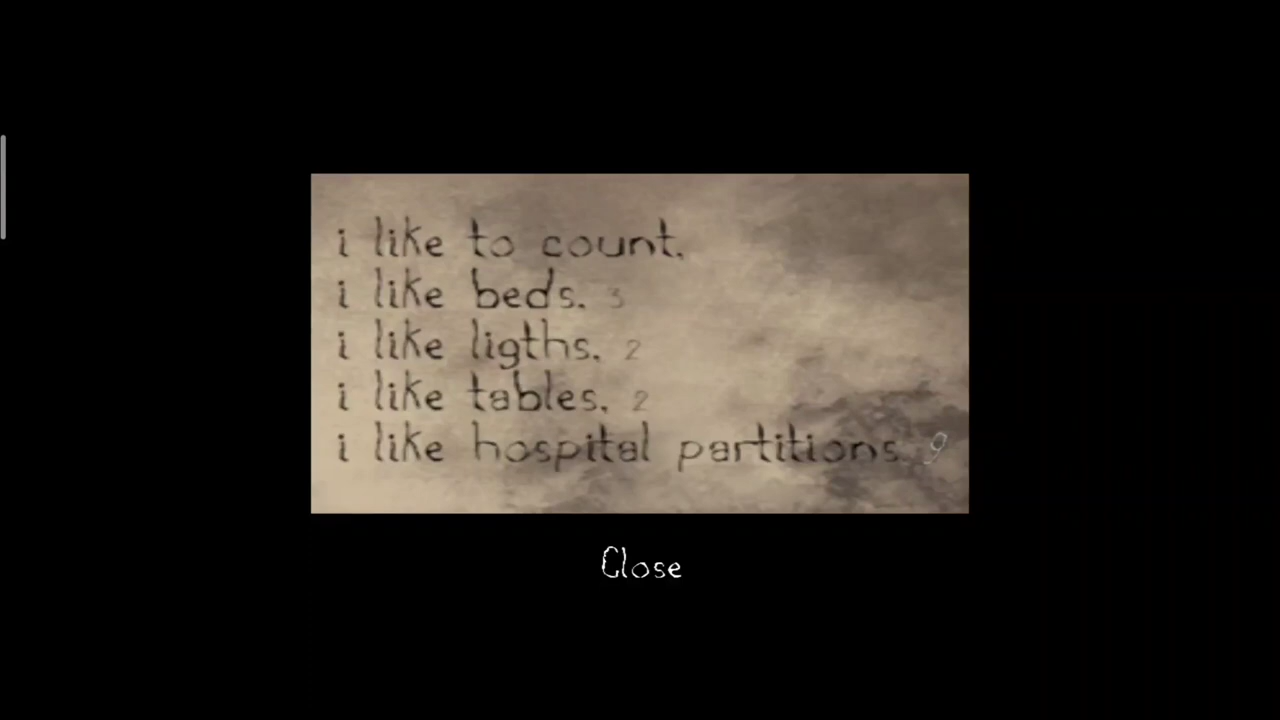 i like to count.
i like beds. 3
i like ligths. 2
i like tables. 2
i like hospital partitions. 9
Close